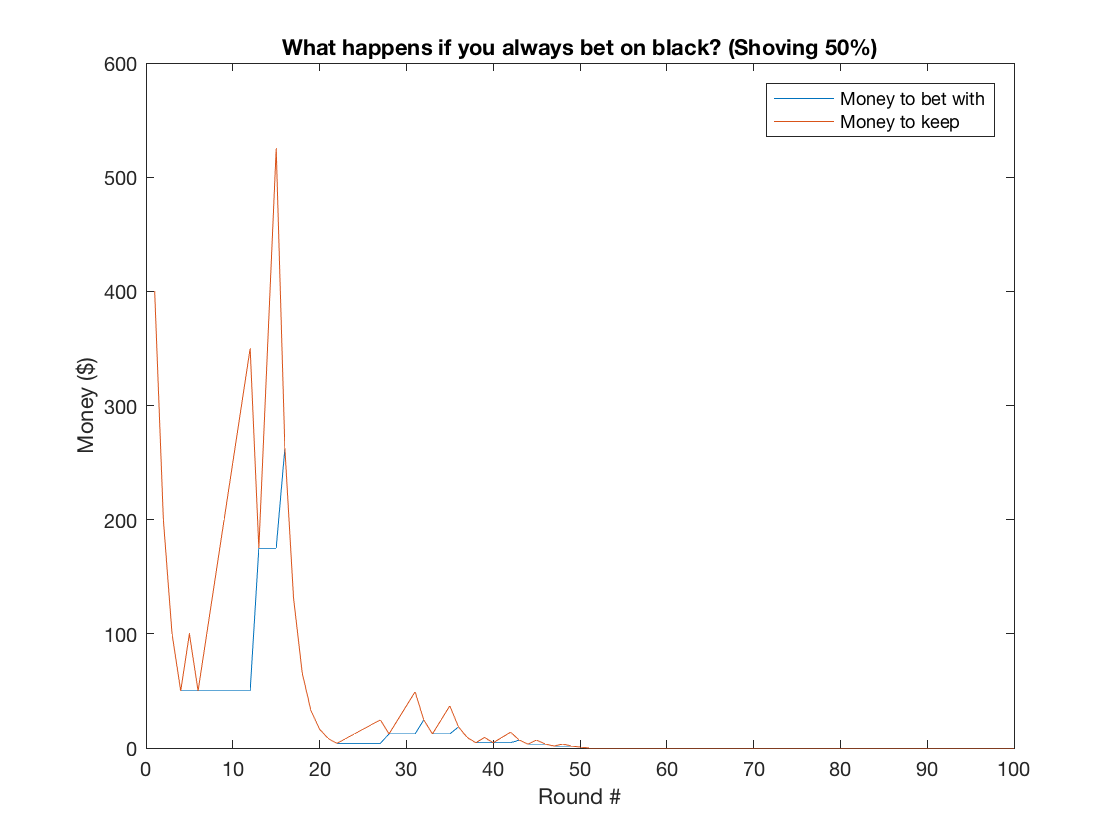 What happens if you always bet on black? (Shoving 50%)
Money to bet with
Money to keep
600
500
400
300
200
100
0
Money ($)
0 10 20 30 40 50 60 70 80 90 100
Round #